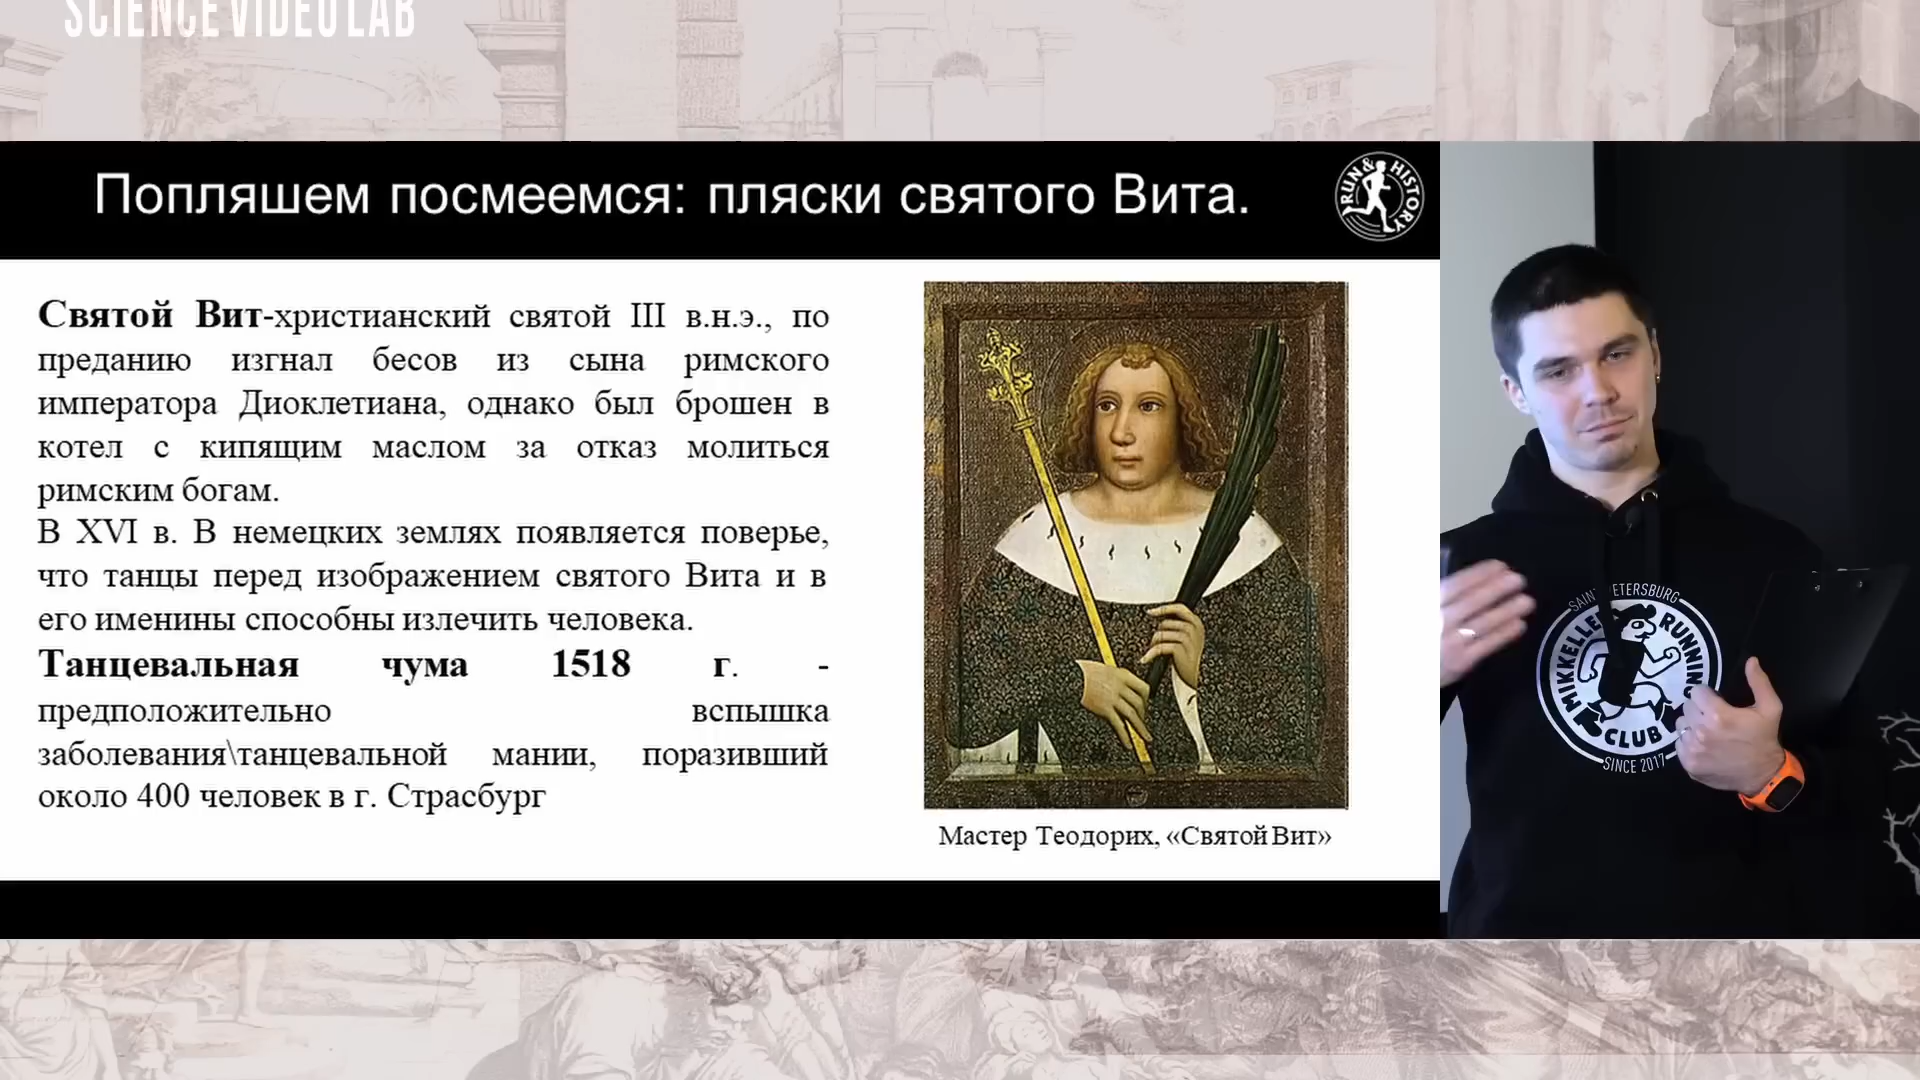 SCIENCE VIDEO LAB
Попляшем посмеемся: пляски святого Вита.
RUN & HISTORY
Святой Вит-христианский святой III в.н.э., по
преданию изгнал бесов из сына римского
императора Диоклетиана, однако был брошен в
котел с кипящим маслом за отказ молиться
римским богам.
В XVI в. В немецких землях появляется поверье,
что танцы перед изображением святого Вита и в
его именины способны излечить человека.
Танцевальная чума 1518 г. -
предположительно вспышка
заболевания\танцевальной мании, поразивший
около 400 человек в г. Страсбург
Мастер Теодорих, «Святой Вит»
MIKKELLER RUNNING
CLUB
SINCE 2017